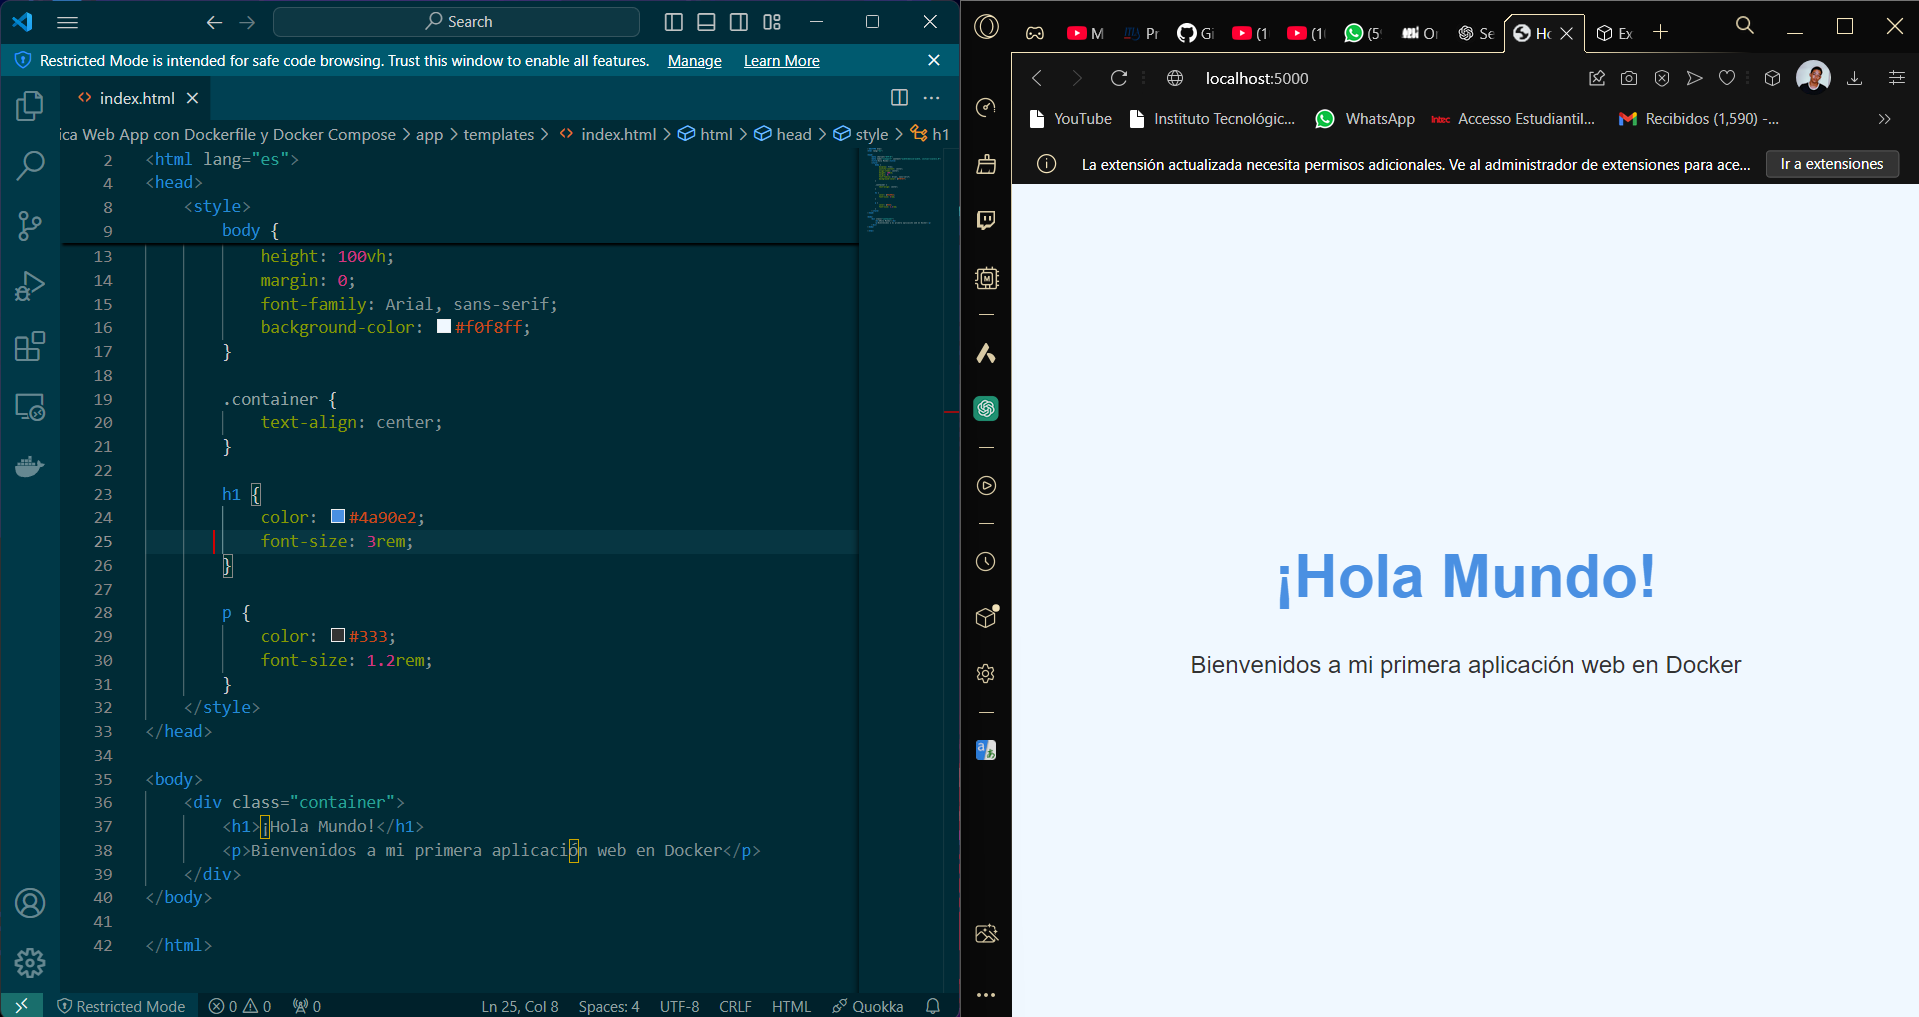 Search
Restricted Mode is intended for safe code browsing. Trust this window to enable all features. Manage Learn More
index.html
ica Web App con Dockerfile y Docker Compose > app > templates > index.html > html > head > style > h1
2 <html lang="es">
4 <head>
8 <style>
9 body {
13 height: 100vh;
14 margin: 0;
15 font-family: Arial, sans-serif;
16 background-color: #f0f8ff;
17 }
18
19 .container {
20 text-align: center;
21 }
22
23 h1 {
24 color: #4a90e2;
25 font-size: 3rem;
26 }
27
28 p {
29 color: #333;
30 font-size: 1.2rem;
31 }
32 </style>
33 </head>
34
35 <body>
36 <div class="container">
37 <h1>¡Hola Mundo!</h1>
38 <p>Bienvenidos a mi primera aplicación web en Docker</p>
39 </div>
40 </body>
41
42 </html>
Restricted Mode 0 0 0 Ln 25, Col 8 Spaces: 4 UTF-8 CRLF HTML Quokka
M Pr Gi (1 (1 (5 Or Se Ho Ex
localhost:5000
YouTube Instituto Tecnológic... WhatsApp Intec Accesso Estudiantil... Recibidos (1,590) -...
La extensión actualizada necesita permisos adicionales. Ve al administrador de extensiones para ace... Ir a extensiones
¡Hola Mundo!
Bienvenidos a mi primera aplicación web en Docker